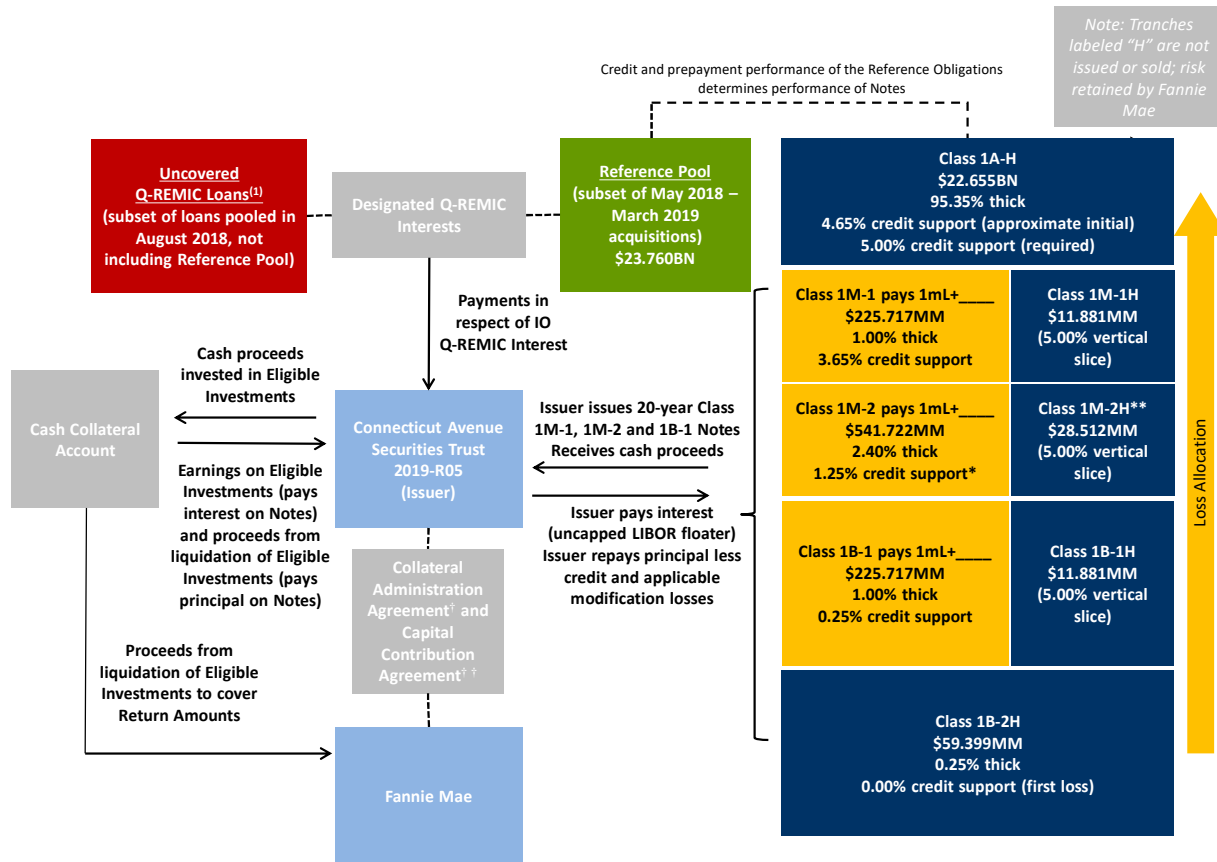 Note: Tranches
labeled “H” are not
issued or sold; risk
retained by Fannie
Mae
Credit and prepayment performance of the Reference Obligations
determines performance of Notes
Uncovered
Q-REMIC Loans(1)
(subset of loans pooled in
August 2018, not
including Reference Pool)
Designated Q-REMIC
Interests
Reference Pool
(subset of May 2018 –
March 2019
acquisitions)
$23.760BN
Class 1A-H
$22.655BN
95.35% thick
4.65% credit support (approximate initial)
5.00% credit support (required)
Payments in
respect of IO
Q-REMIC Interest
Class 1M-1 pays 1mL+____
$225.717MM
1.00% thick
3.65% credit support
Class 1M-1H
$11.881MM
(5.00% vertical
slice)
Cash proceeds
invested in Eligible
Investments
Cash Collateral
Account
Connecticut Avenue
Securities Trust
2019-R05
(Issuer)
Issuer issues 20-year Class
1M-1, 1M-2 and 1B-1 Notes
Receives cash proceeds
Class 1M-2 pays 1mL+____
$541.722MM
2.40% thick
1.25% credit support*
Class 1M-2H**
$28.512MM
(5.00% vertical
slice)
Loss Allocation
Earnings on Eligible
Investments (pays
interest on Notes)
and proceeds from
liquidation of Eligible
Investments (pays
principal on Notes)
Issuer pays interest
(uncapped LIBOR floater)
Issuer repays principal less
credit and applicable
modification losses
Class 1B-1 pays 1mL+____
$225.717MM
1.00% thick
0.25% credit support
Class 1B-1H
$11.881MM
(5.00% vertical
slice)
Collateral
Administration
Agreement† and
Capital
Contribution
Agreement† †
Proceeds from
liquidation of Eligible
Investments to cover
Return Amounts
Fannie Mae
Class 1B-2H
$59.399MM
0.25% thick
0.00% credit support (first loss)